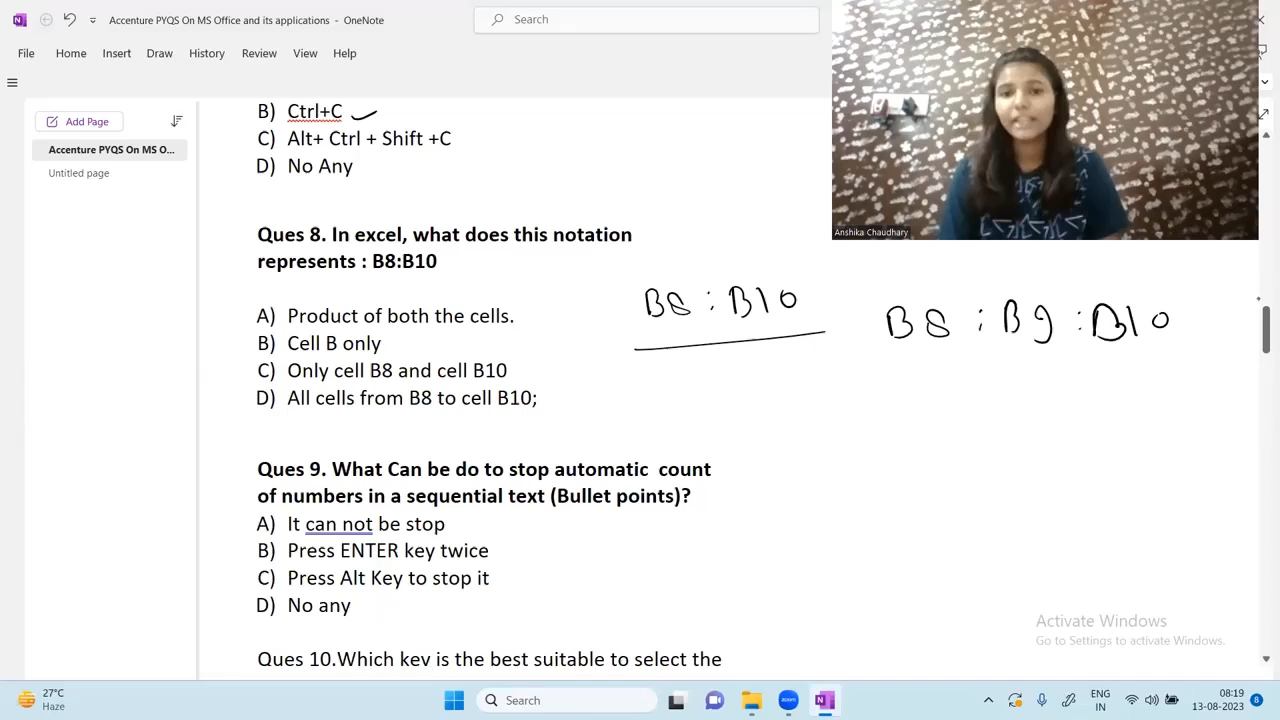 Accenture PYQS On MS Office and its applications - OneNote
Search
File Home Insert Draw History Review View Help
Add Page
Accenture PYQS On MS O...
Untitled page
B) Ctrl+C
C) Alt+ Ctrl + Shift +C
D) No Any
Anshika Chaudhary
Ques 8. In excel, what does this notation
represents : B8:B10
B8 : B10
B8 : B9 : B10
A) Product of both the cells.
B) Cell B only
C) Only cell B8 and cell B10
D) All cells from B8 to cell B10;
Ques 9. What Can be do to stop automatic count
of numbers in a sequential text (Bullet points)?
A) It can not be stop
B) Press ENTER key twice
C) Press Alt Key to stop it
D) No any
Activate Windows
Go to Settings to activate Windows.
Ques 10.Which key is the best suitable to select the
27°C
Haze
Search
zoom
ENG
IN
08:19
13-08-2023
8